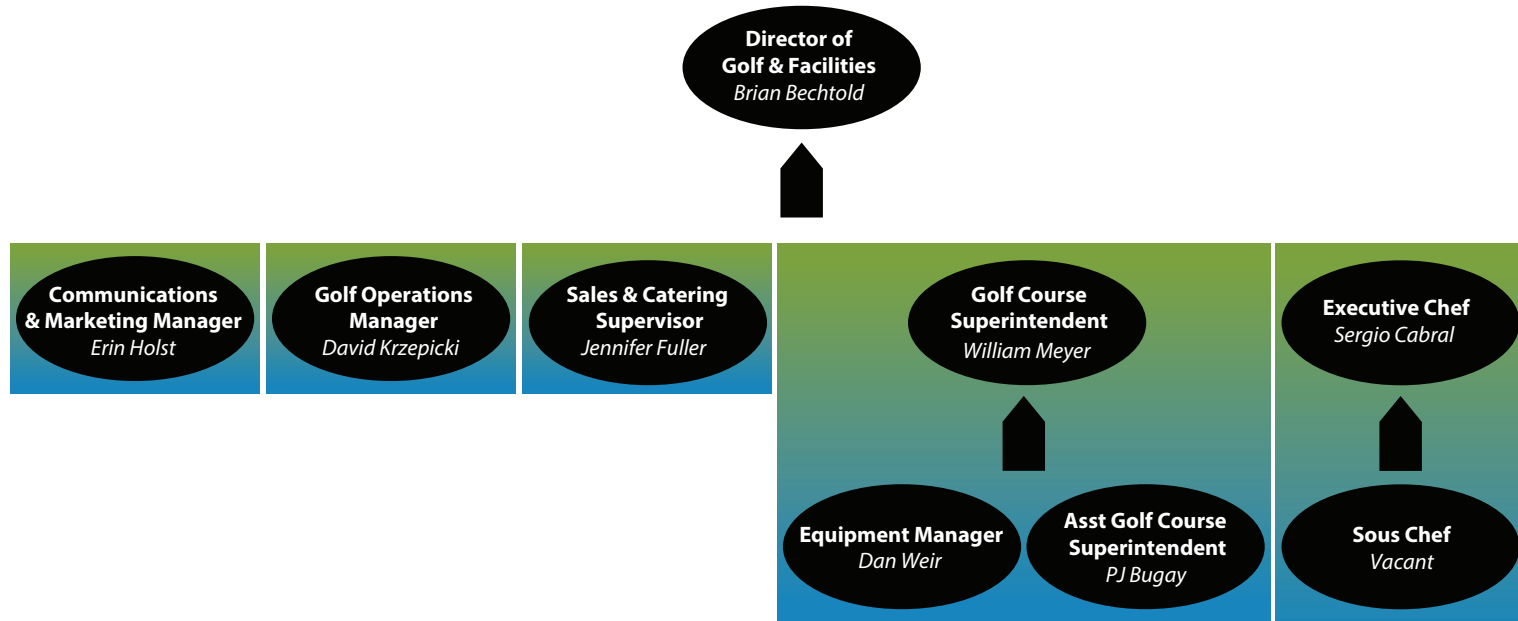 Director of
Golf & Facilities
Brian Bechtold
Communications
& Marketing Manager
Erin Holst
Golf Operations
Manager
David Krzepicki
Sales & Catering
Supervisor
Jennifer Fuller
Golf Course
Superintendent
William Meyer
Executive Chef
Sergio Cabral
Equipment Manager
Dan Weir
Asst Golf Course
Superintendent
PJ Bugay
Sous Chef
Vacant